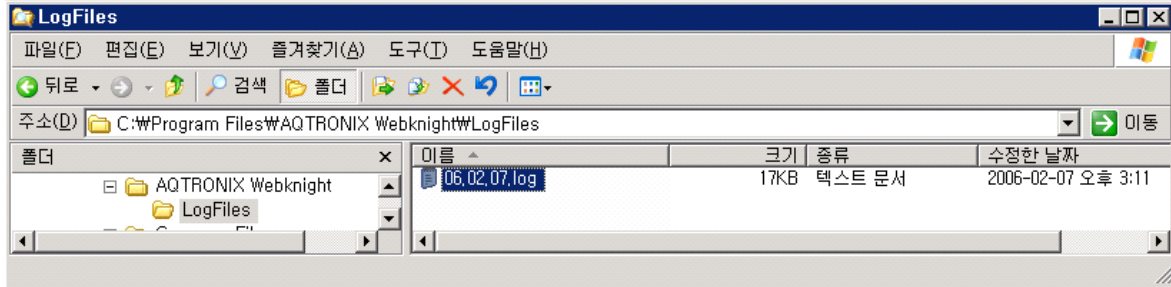 LogFiles
파일(F) 편집(E) 보기(V) 즐겨찾기(A) 도구(T) 도움말(H)
뒤로 검색 폴더
주소(D) C:₩Program Files₩AQTRONIX Webknight₩LogFiles 이동
폴더 이름 크기 종류 수정한 날짜
AQTRONIX Webknight 06,02,07,log 17KB 텍스트 문서 2006-02-07 오후 3:11
LogFiles